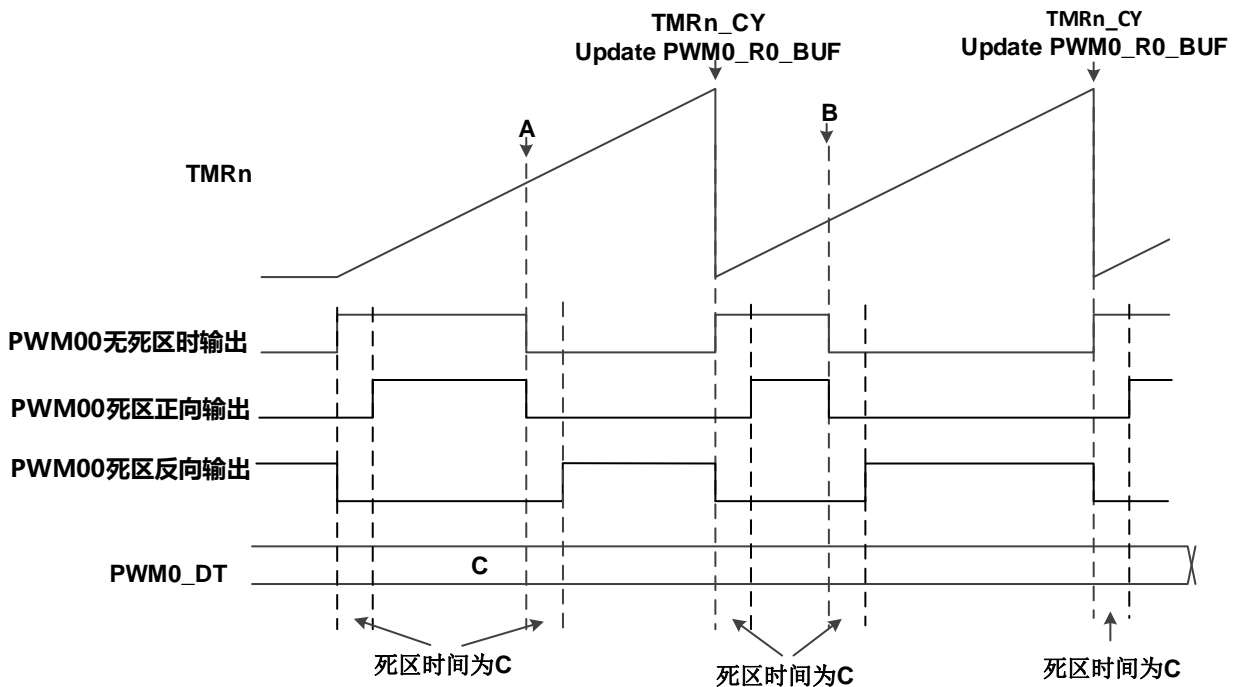 TMRn_CY
Update PWM0_R0_BUF
TMRn_CY
Update PWM0_R0_BUF
A
B
TMRn
PWM00无死区时输出
PWM00死区正向输出
PWM00死区反向输出
PWM0_DT
C
死区时间为C
死区时间为C
死区时间为C